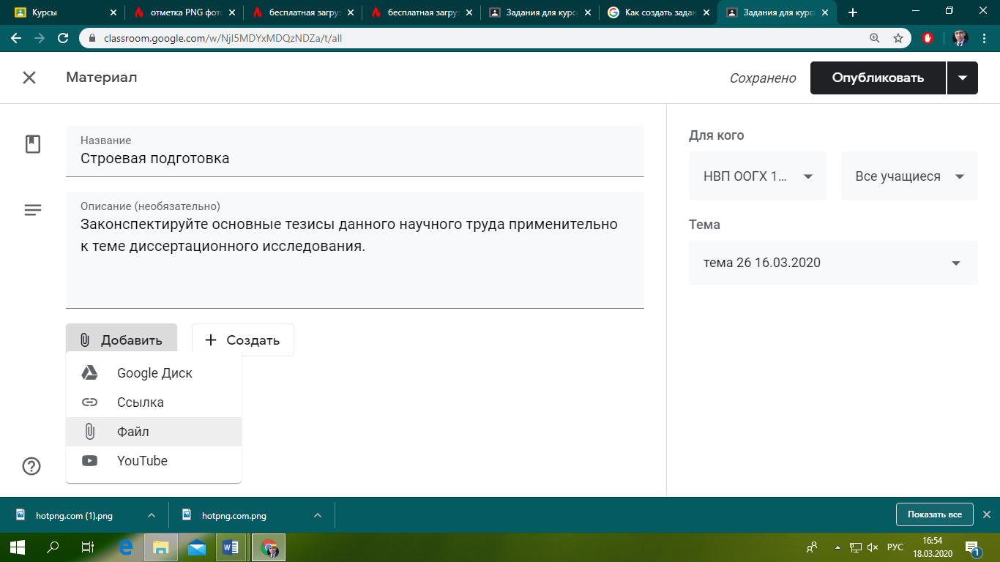 Курсы
отметка PNG фото
бесплатная загруз
бесплатная загруз
Задания для курса
Как создать задан
Задания для курса
classroom.google.com/w/NjI5MDYxMDQzNDZa/t/all
Материал
Сохранено
Опубликовать
Название
Строевая подготовка
Описание (необязательно)
Законспектируйте основные тезисы данного научного труда применительно
к теме диссертационного исследования.
Для кого
НВП ООГХ 1...
Все учащиеся
Тема
тема 26 16.03.2020
Добавить
Создать
Google Диск
Ссылка
Файл
YouTube
hotpng.com (1).png
hotpng.com.png
Показать все
РУС
16:54
18.03.2020
1